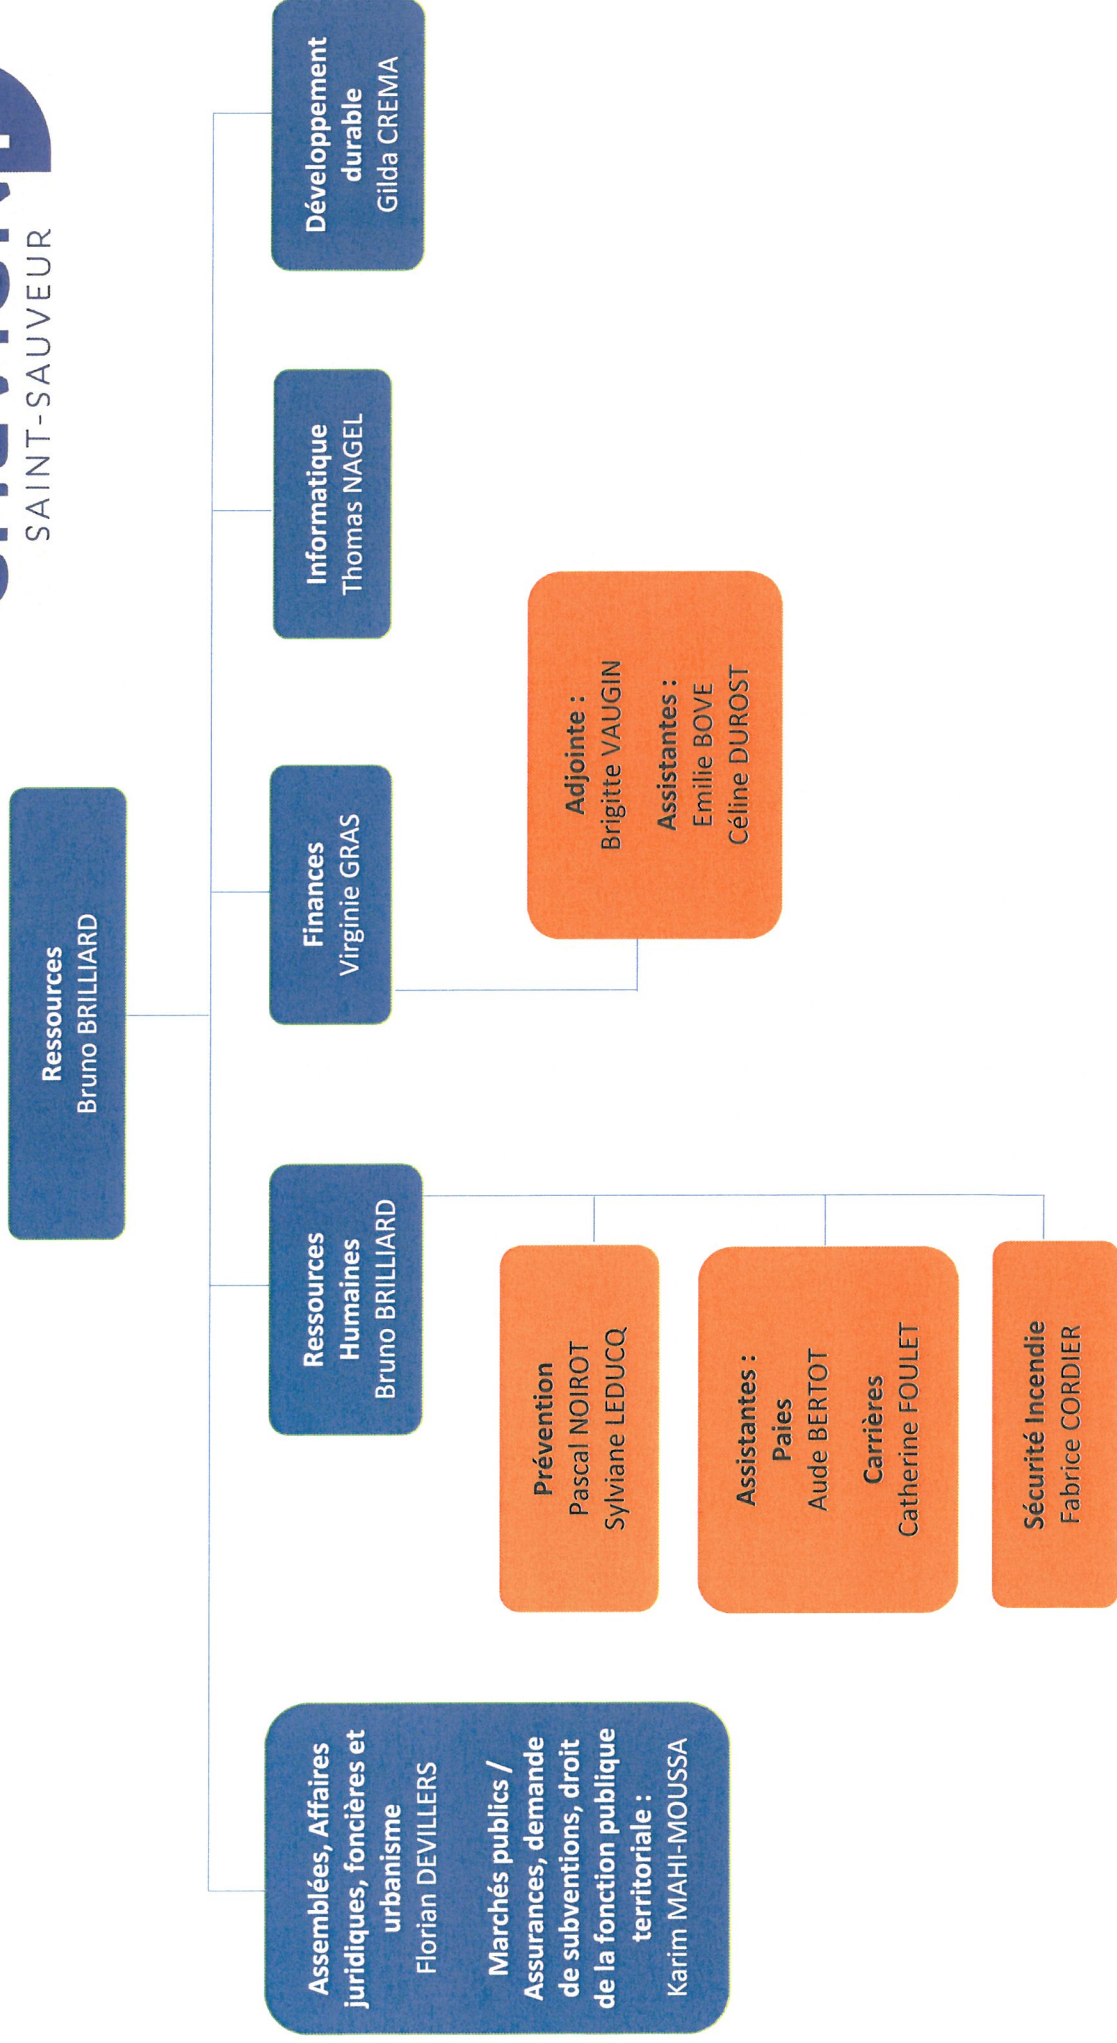 SAINT-SAUVEUR
Ressources
Bruno BRILLIARD
Assemblées, Affaires
juridiques, foncières et
urbanisme
Florian DEVILLERS
Marchés publics /
Assurances, demande
de subventions, droit
de la fonction publique
territoriale :
Karim MAHI-MOUSSA
Ressources
Humaines
Bruno BRILLIARD
Prévention
Pascal NOIROT
Sylviane LEDUCQ
Assistantes :
Paies
Aude BERTOT
Carrières
Catherine FOULET
Sécurité Incendie
Fabrice CORDIER
Finances
Virginie GRAS
Adjointe :
Brigitte VAUGIN
Assistantes :
Emilie BOVE
Céline DUROST
Informatique
Thomas NAGEL
Développement
durable
Gilda CREMA